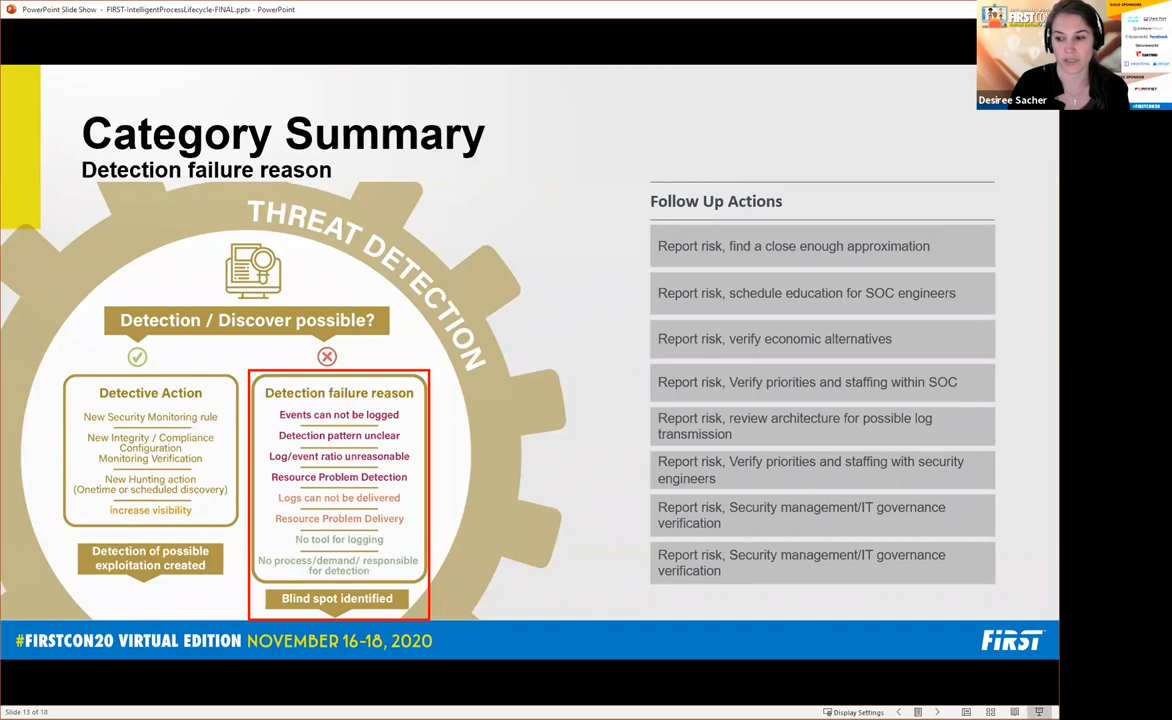 PowerPoint Slide Show - FIRST-IntelligentProcessLifecycle-FINAL.pptx - PowerPoint
GOLD SPONSORS
FIRST
facebook
Secureworks
Desiree Sacher
FORTINET
#FIRSTCON20
Category Summary
Detection failure reason
THREAT DETECTION
Detection / Discover possible?
Detective Action
New Security Monitoring rule
New Integrity / Compliance
Configuration
Monitoring Verification
New Hunting action
(Onetime or scheduled discovery)
increase visibility
Detection of possible
exploitation created
Detection failure reason
Events can not be logged
Detection pattern unclear
Log/event ratio unreasonable
Resource Problem Detection
Logs can not be delivered
Resource Problem Delivery
No tool for logging
No process/demand/ responsible
for detection
Blind spot identified
Follow Up Actions
Report risk, find a close enough approximation
Report risk, schedule education for SOC engineers
Report risk, verify economic alternatives
Report risk, Verify priorities and staffing within SOC
Report risk, review architecture for possible log
transmission
Report risk, Verify priorities and staffing with security
engineers
Report risk, Security management/IT governance
verification
Report risk, Security management/IT governance
verification
#FIRSTCON20 VIRTUAL EDITION NOVEMBER 16-18, 2020
FIRST
Slide 13 of 18
Display Settings